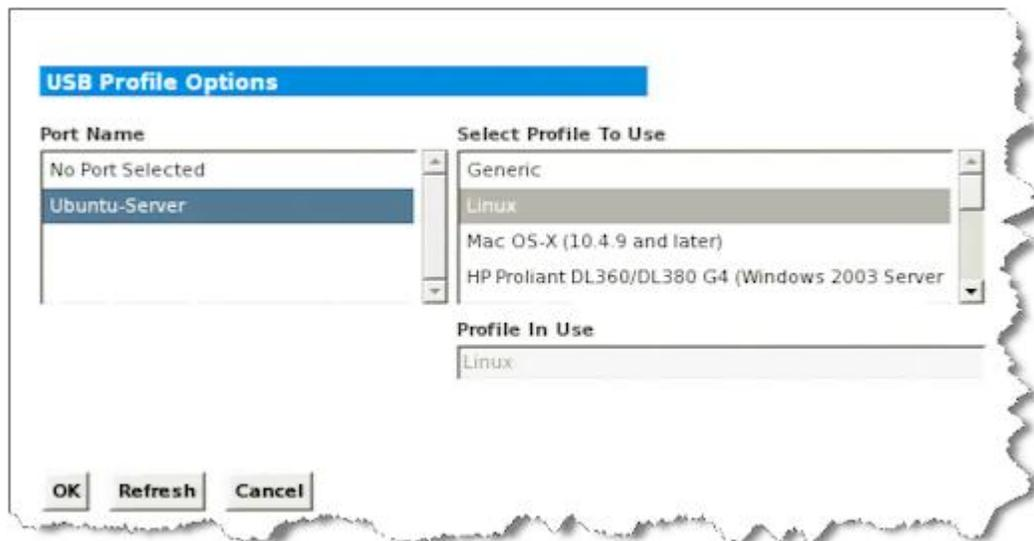 USB Profile Options
Port Name
Select Profile To Use
No Port Selected
Ubuntu-Server
Generic
Linux
Mac OS-X (10.4.9 and later)
HP Proliant DL360/DL380 G4 (Windows 2003 Server
Profile In Use
Linux
OK Refresh Cancel